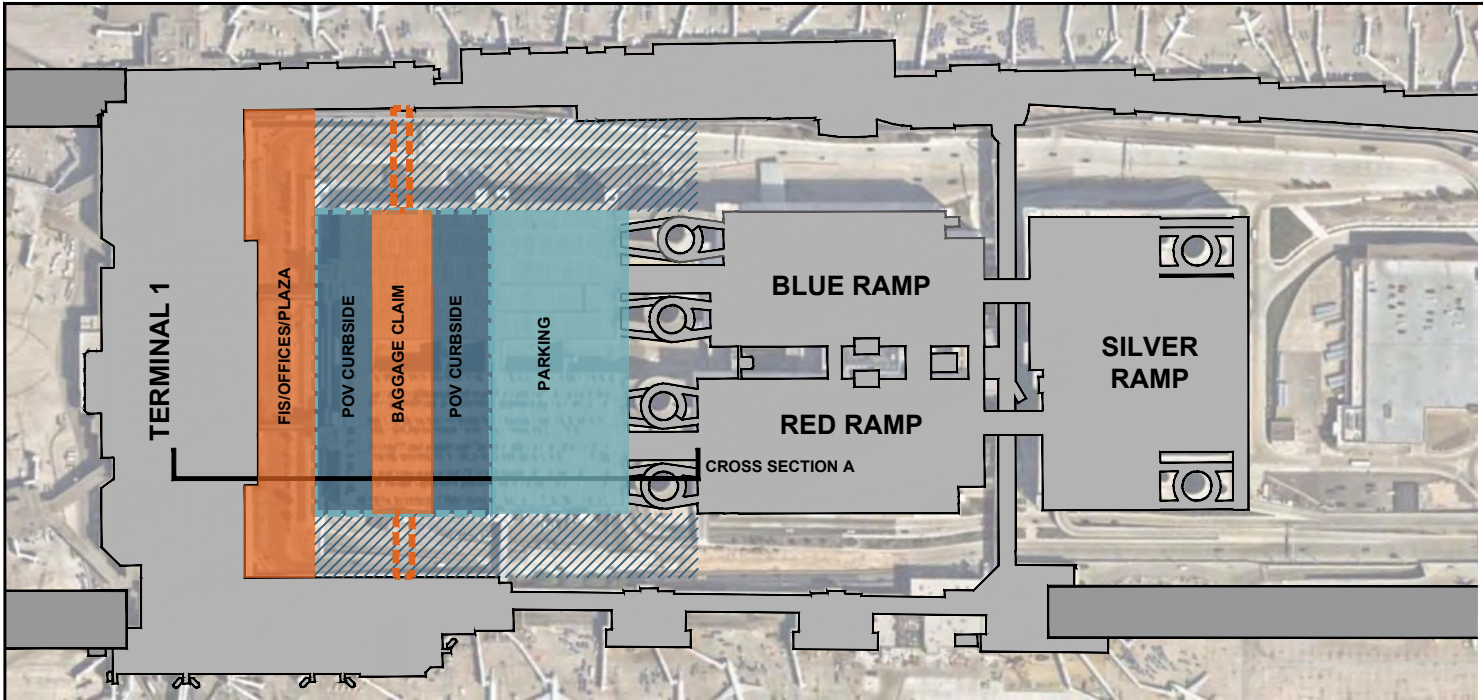 TERMINAL 1
FIS/OFFICES/PLAZA
POV CURBSIDE
BAGGAGE CLAIM
POV CURBSIDE
PARKING
BLUE RAMP
RED RAMP
CROSS SECTION A
SILVER
RAMP